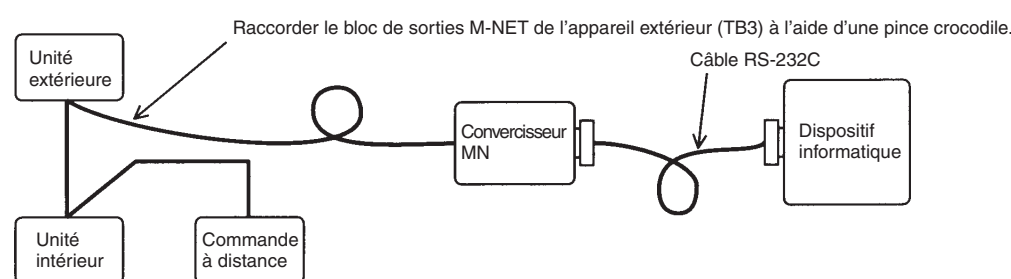 Raccorder le bloc de sorties M-NET de l'appareil extérieur (TB3) à l'aide d'une pince crocodile.
Câble RS-232C
Unité
extérieure
Convercisseur
MN
Dispositif
informatique
Unité
intérieur
Commande
à distance